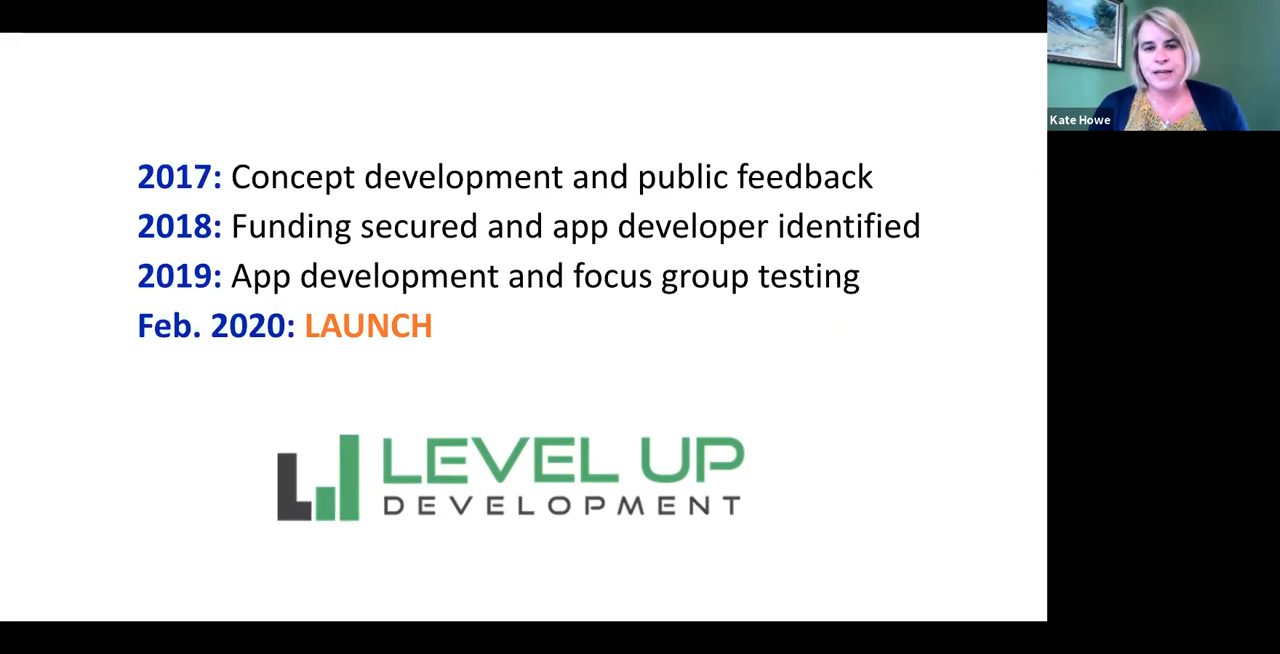 2017: Concept development and public feedback
2018: Funding secured and app developer identified
2019: App development and focus group testing
Feb. 2020: LAUNCH
LEVEL UP
DEVELOPMENT
Kate Howe